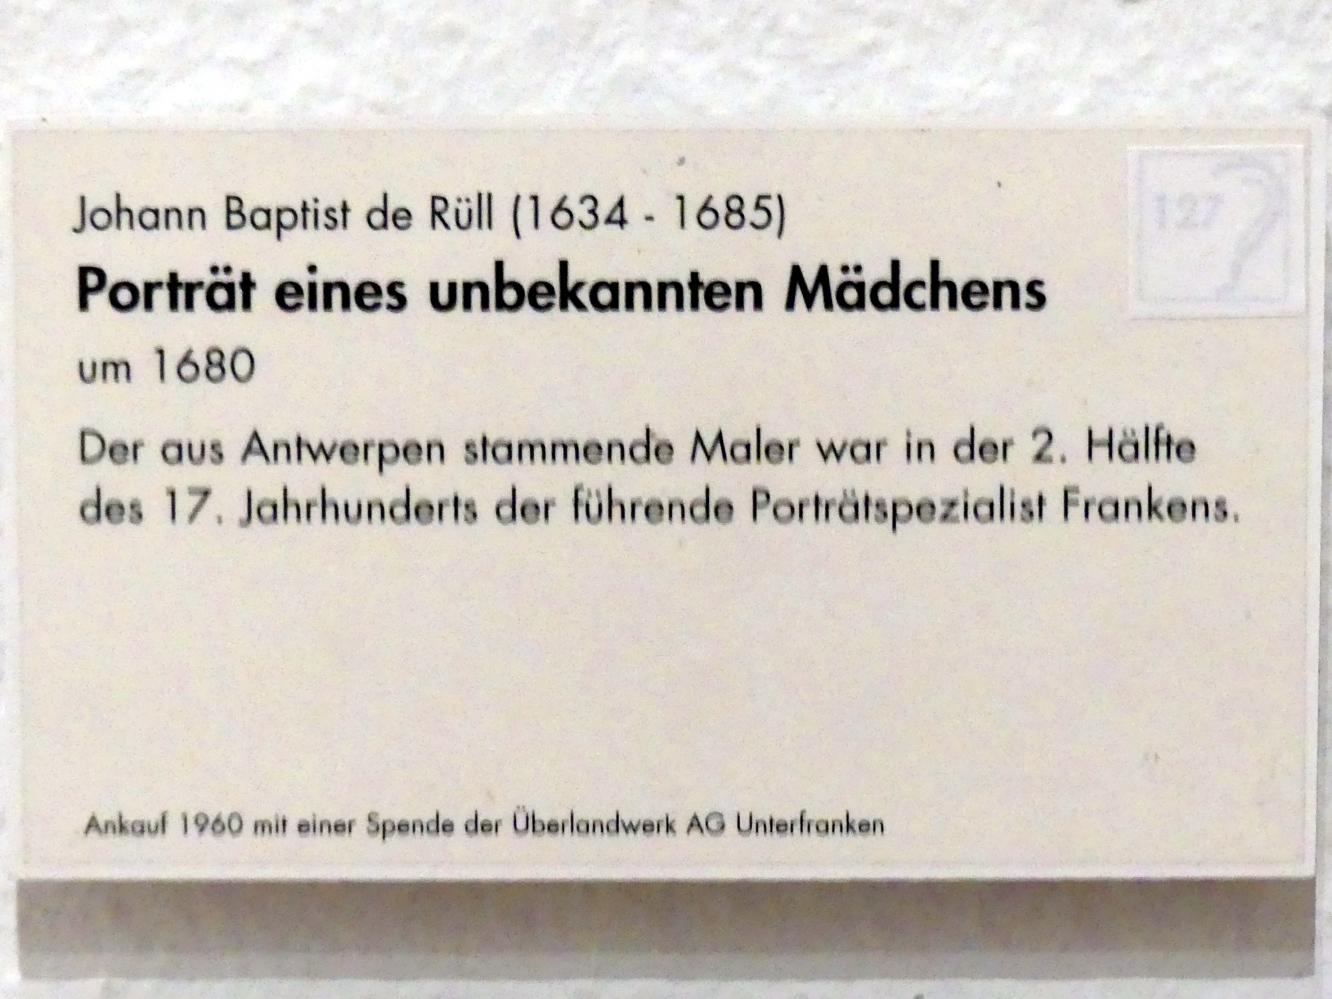 Johann Baptist de Rüll (1634 - 1685)
127
Porträt eines unbekannten Mädchens
um 1680
Der aus Antwerpen stammende Maler war in der 2. Hälfte
des 17. Jahrhunderts der führende Porträtspezialist Frankens.
Ankauf 1960 mit einer Spende der Überlandwerk AG Unterfranken